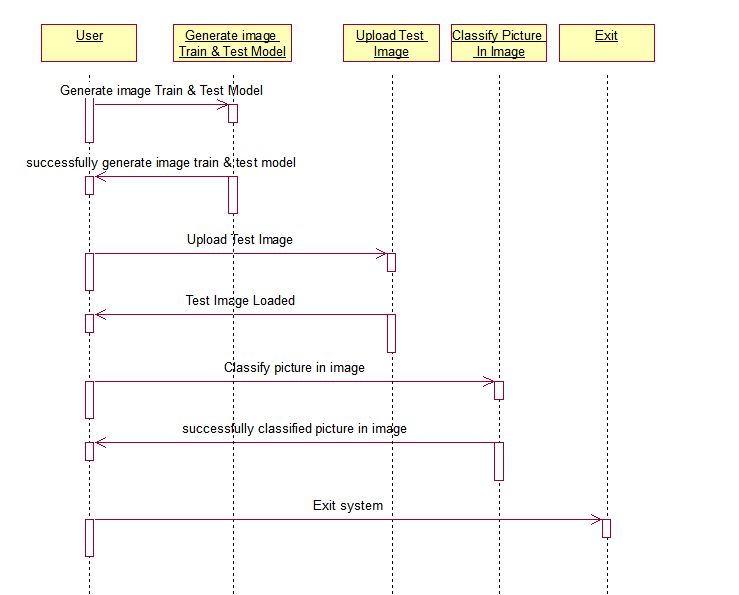 User
Generate image
Train & Test Model
Upload Test
Image
Classify Picture
In Image
Exit
Generate image Train & Test Model
successfully generate image train & test model
Upload Test Image
Test Image Loaded
Classify picture in image
successfully classified picture in image
Exit system